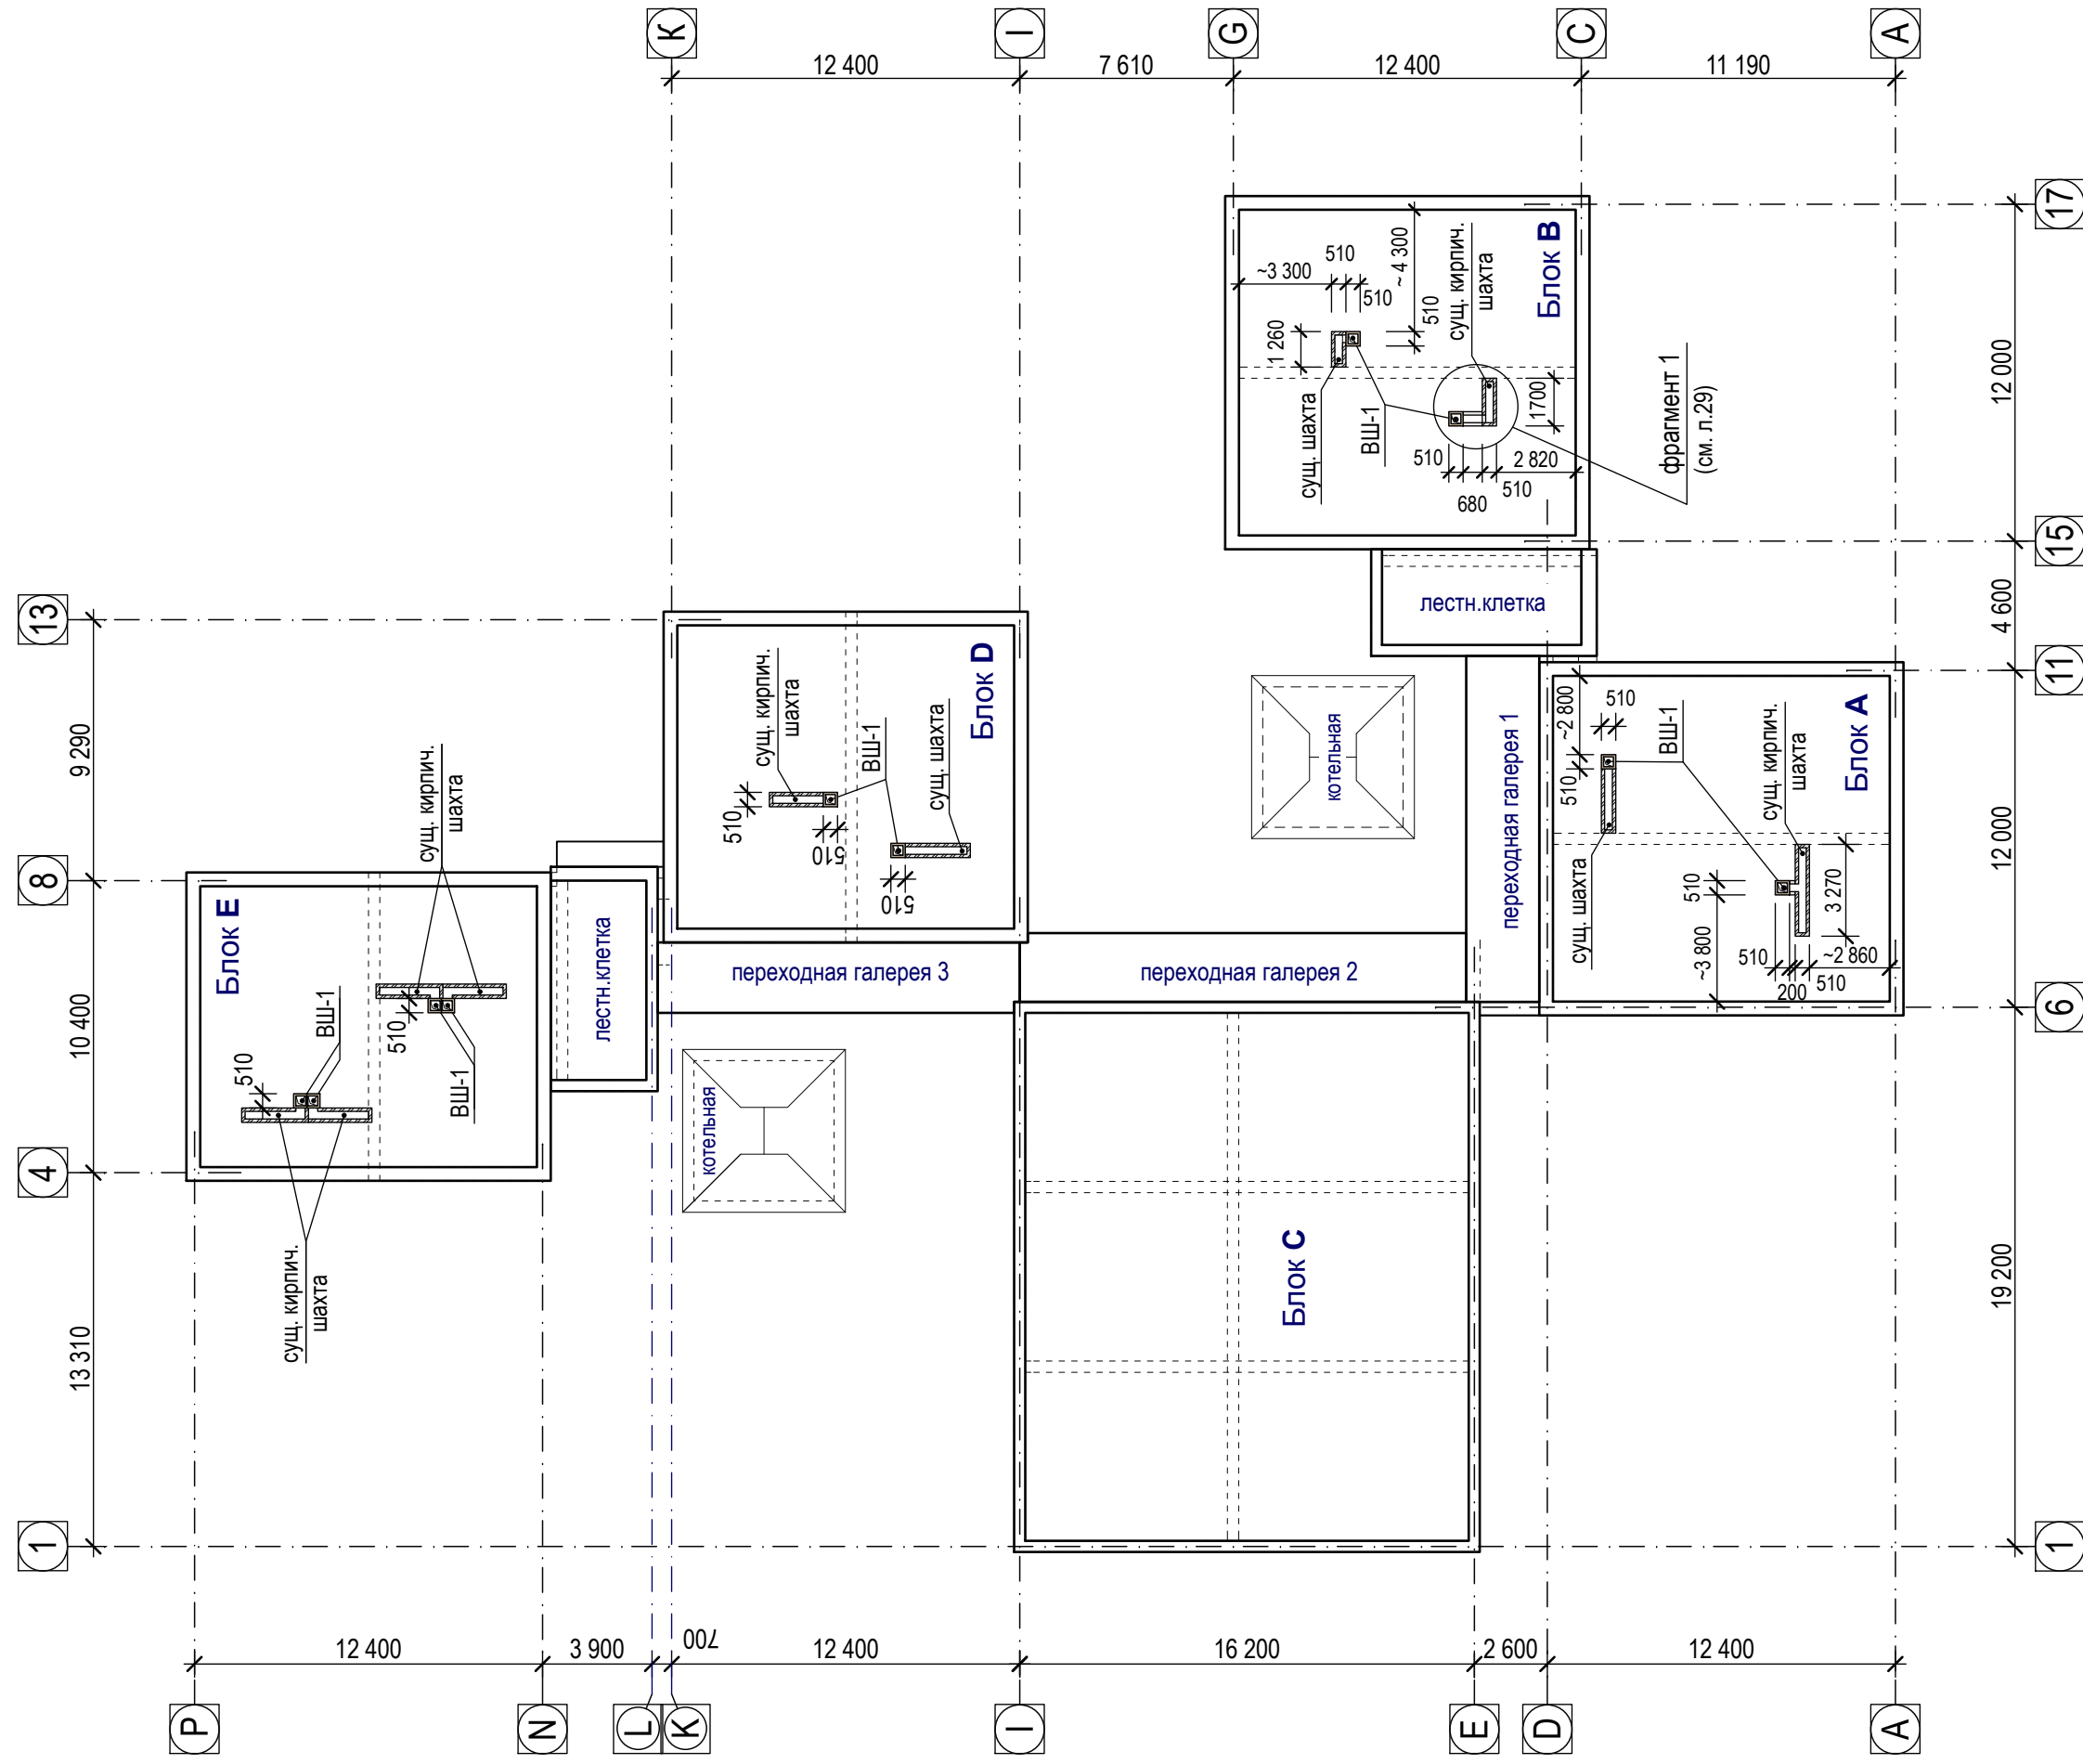 K
I
G
C
A
12 400
7 610
12 400
11 190
17
15
11
6
1
12 000
4 600
12 000
19 200
13
8
4
1
9 290
10 400
13 310
P
N
L
K
I
E
D
A
12 400
3 900
700
12 400
16 200
2 600
12 400
Блок B
~3 300
510
510
~4 300
510
1 260
сущ. кирпич.
шахта
сущ. шахта
ВШ-1
1700
510
680
510
2 820
фрагмент 1
(см. л.29)
лестн.клетка
котельная
переходная галерея 1
Блок A
~2 800
510
510
ВШ-1
сущ. кирпич.
шахта
сущ. шахта
510
~3 800
3 270
510
200
510
~2 860
Блок D
сущ. кирпич.
шахта
ВШ-1
сущ. шахта
510
510
510
переходная галерея 3
переходная галерея 2
Блок E
сущ. кирпич.
шахта
ВШ-1
510
510
ВШ-1
сущ. кирпич.
шахта
лестн.клетка
котельная
Блок C